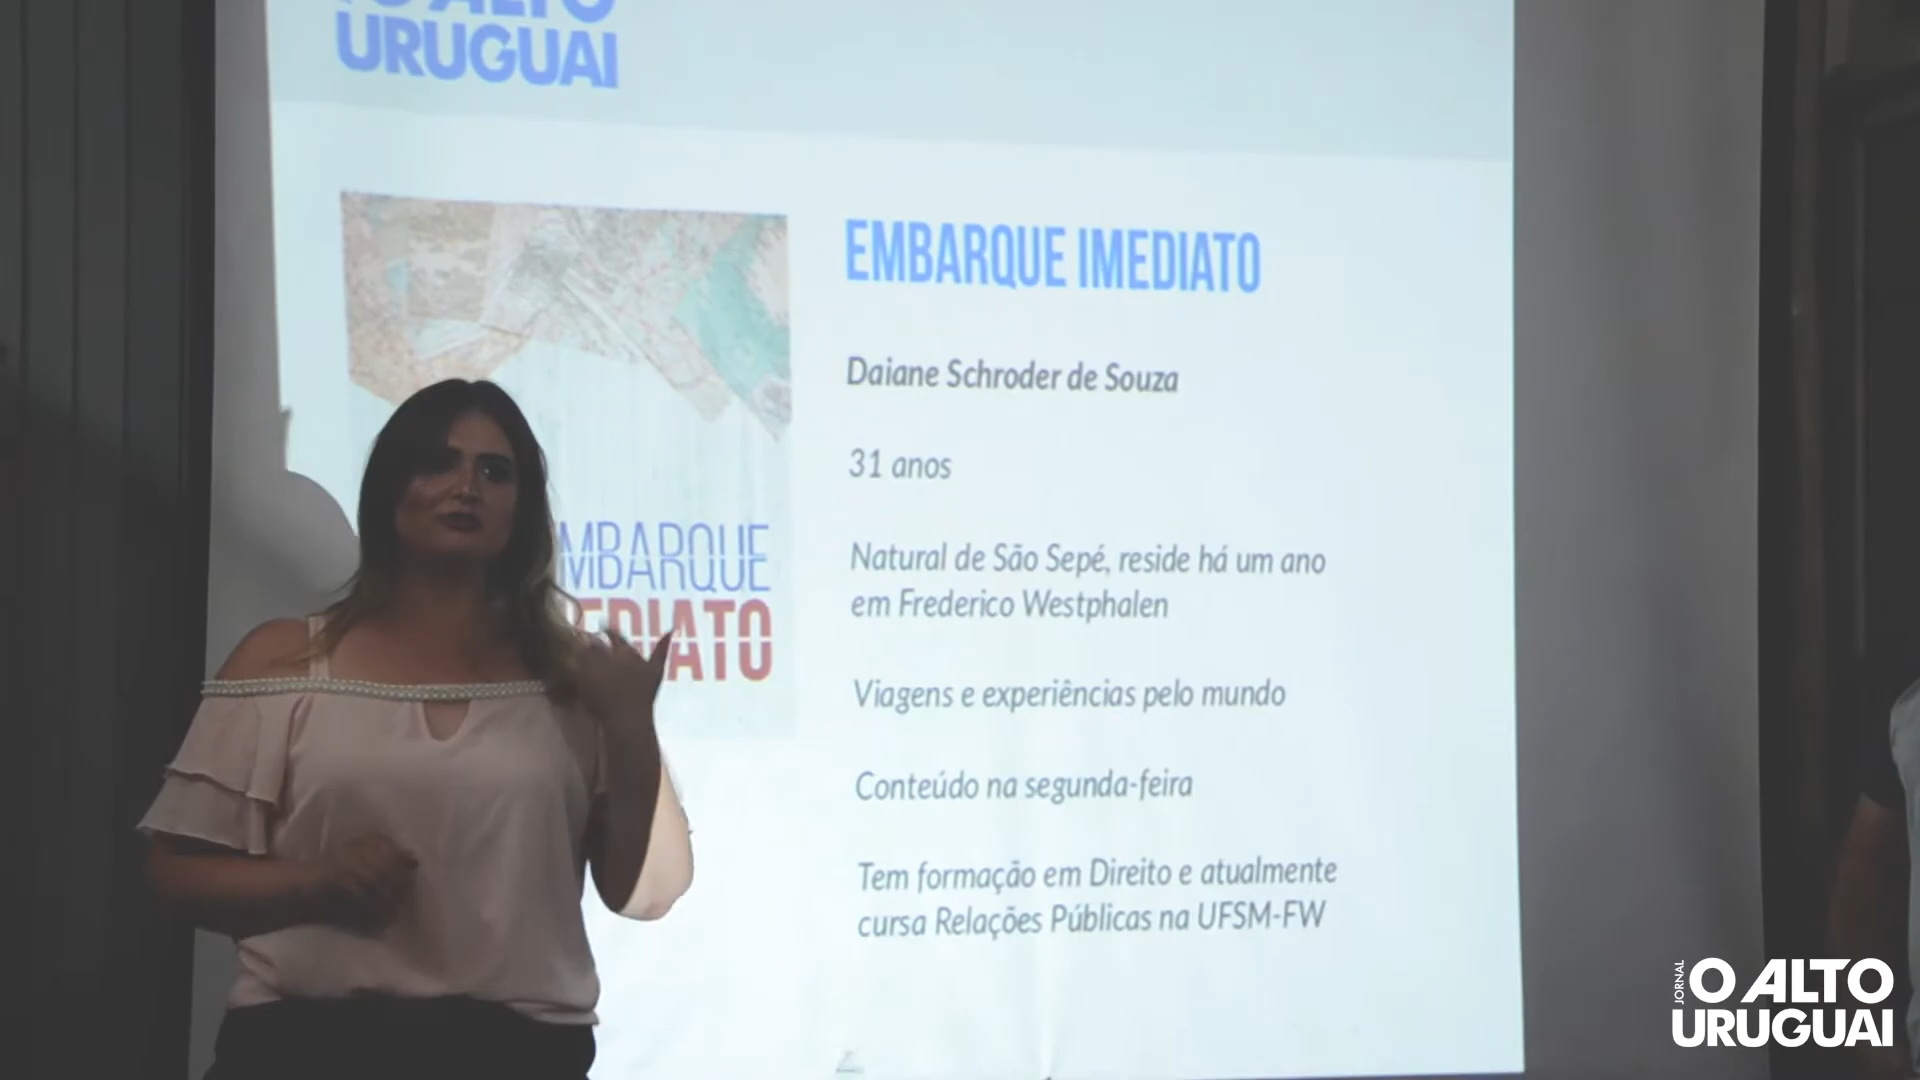 O ALTO
URUGUAI
EMBARQUE IMEDIATO
Daiane Schroder de Souza
31 anos
Natural de São Sepé, reside há um ano
em Frederico Westphalen
Viagens e experiências pelo mundo
Conteúdo na segunda-feira
Tem formação em Direito e atualmente
cursa Relações Públicas na UFSM-FW
MBARQUE
EDIATO
JORNAL
O ALTO
URUGUAI